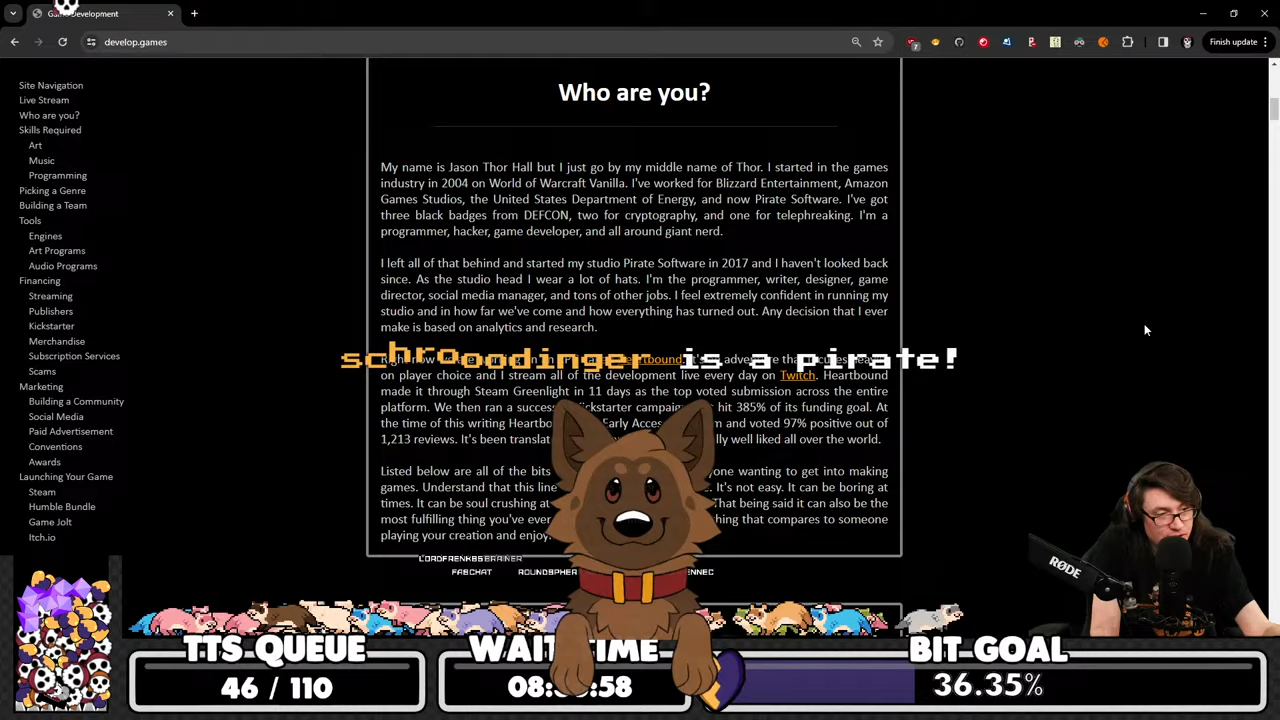 Development
develop.games
Finish update
7
Site Navigation
Live Stream
Who are you?
Skills Required
Art
Music
Programming
Picking a Genre
Building a Team
Tools
Engines
Art Programs
Audio Programs
Financing
Streaming
Publishers
Kickstarter
Merchandise
Subscription Services
Scams
Marketing
Building a Community
Social Media
Paid Advertisement
Conventions
Awards
Launching Your Game
Steam
Humble Bundle
Game Jolt
Itch.io
Who are you?
My name is Jason Thor Hall but I just go by my middle name of Thor. I started in the games
industry in 2004 on World of Warcraft Vanilla. I've worked for Blizzard Entertainment, Amazon
Games Studios, the United States Department of Energy, and now Pirate Software. I've got
three black badges from DEFCON, two for cryptography, and one for telephreaking. I'm a
programmer, hacker, game developer, and all around giant nerd.
I left all of that behind and started my studio Pirate Software in 2017 and I haven't looked back
since. As the studio head I wear a lot of hats. I'm the programmer, writer, designer, game
director, social media manager, and tons of other jobs. I feel extremely confident in running my
studio and in how far we've come and how everything has turned out. Any decision that I ever
make is based on analytics and research.
schrooodinger is a pirate!
on player choice and I stream all of the development live every day on Twitch. Heartbound
made it through Steam Greenlight in 11 days as the top voted submission across the entire
platform. We then ran a success Kickstarter campaign hit 385% of its funding goal. At
the time of this writing Heartbo Early Acces and voted 97% positive out of
1,213 reviews. It's been translat lly well liked all over the world.
Listed below are all of the bits yone wanting to get into making
games. Understand that this line It's not easy. It can be boring at
times. It can be soul crushing at That being said it can also be the
most fulfilling thing you've ever hing that compares to someone
playing your creation and enjoy
FABCHAT ROUNDSPHER
RØDE
TTS QUEUE
46 / 110
WAIT TIME
BIT GOAL
36.35%